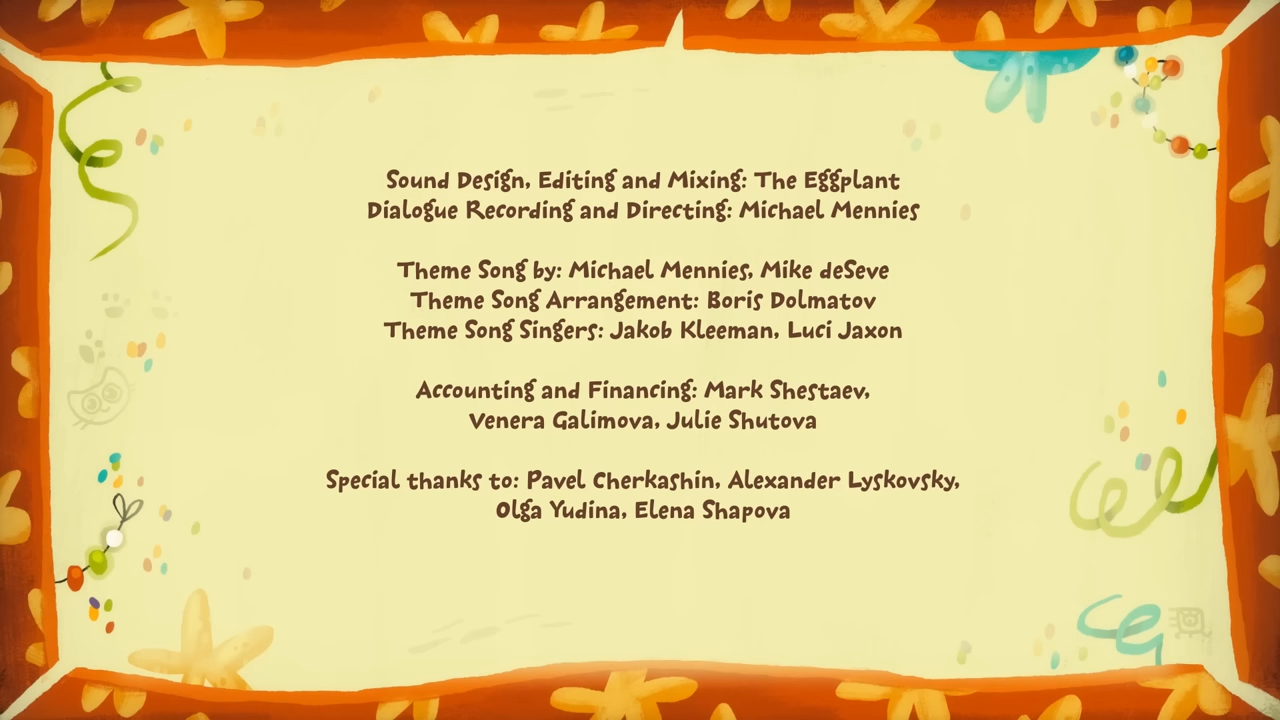 Sound Design, Editing and Mixing: The Eggplant
Dialogue Recording and Directing: Michael Mennies
Theme Song by: Michael Mennies, Mike deSeve
Theme Song Arrangement: Boris Dolmatov
Theme Song Singers: Jakob Kleeman, Luci Jaxon
Accounting and Financing: Mark Shestaev,
Venera Galimova, Julie Shutova
Special thanks to: Pavel Cherkashin, Alexander Lyskovsky,
Olga Yudina, Elena Shapova